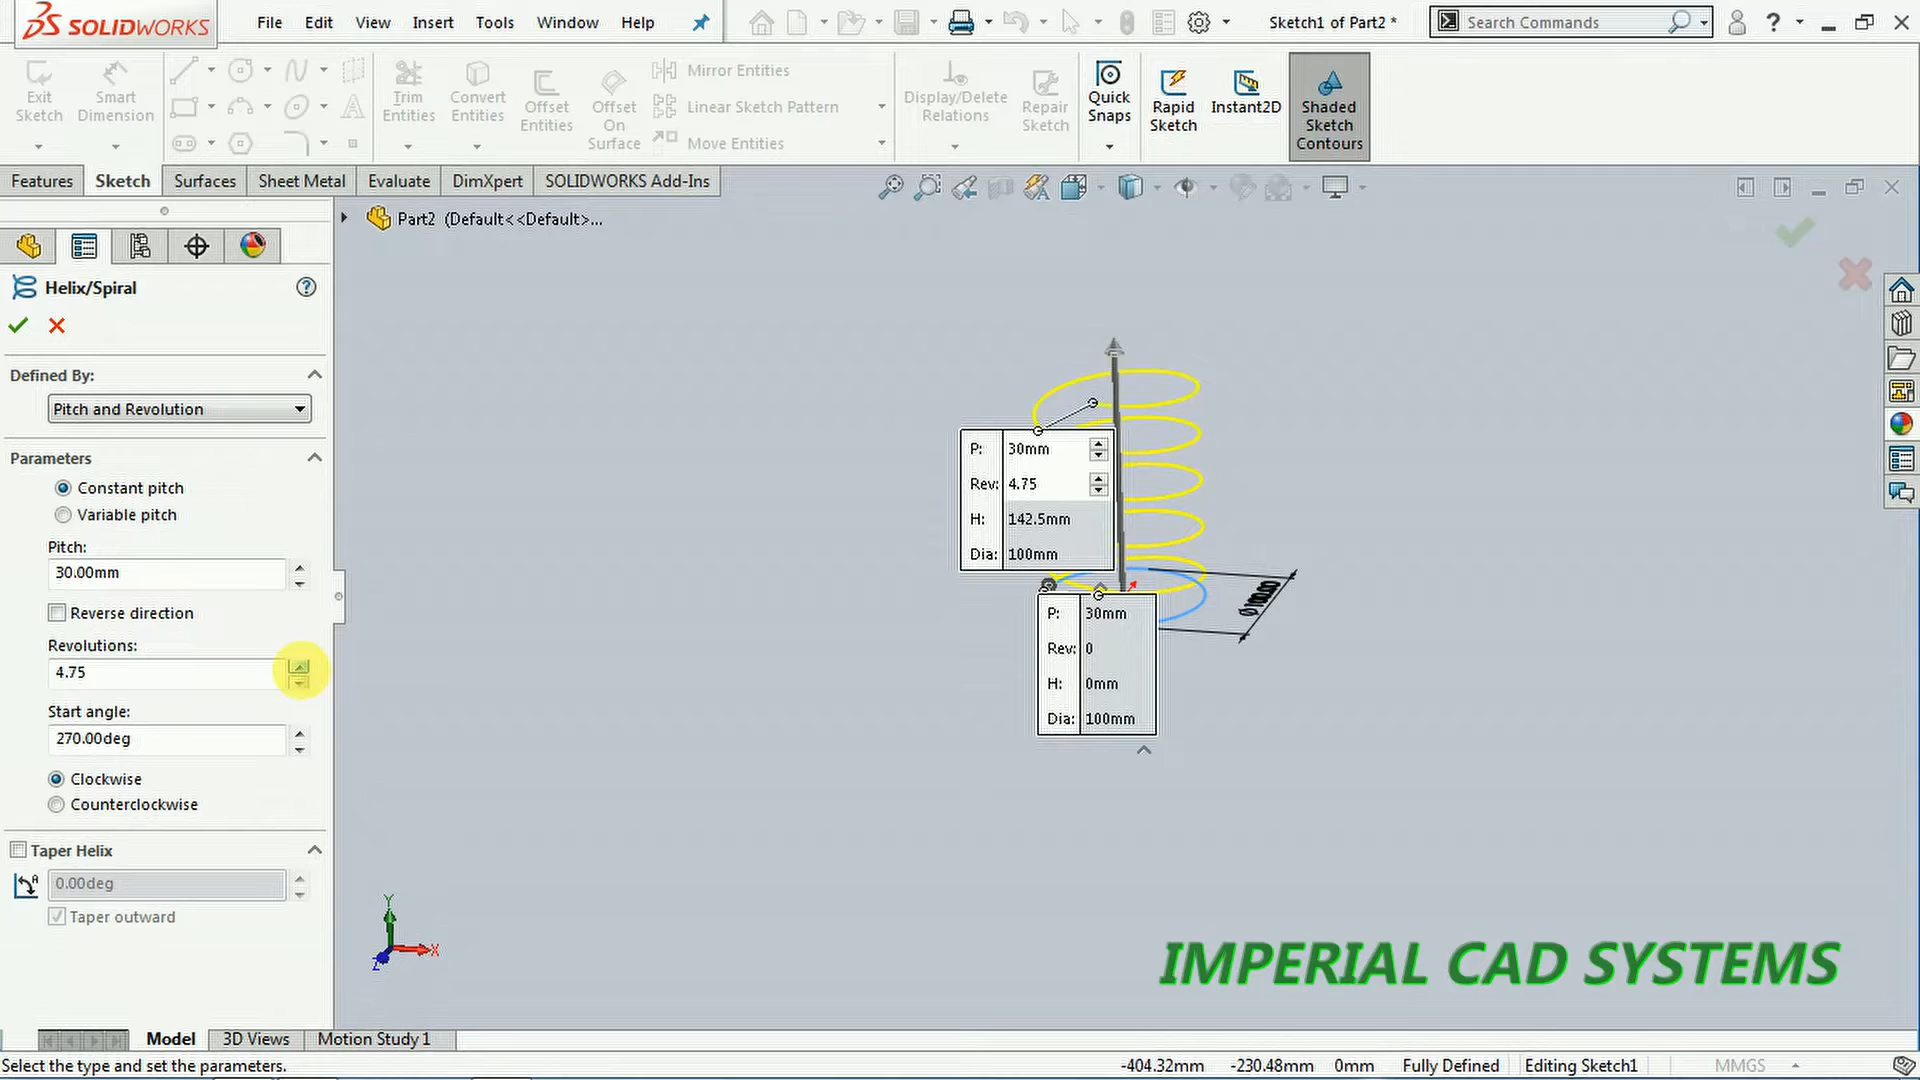 SOLIDWORKS
File Edit View Insert Tools Window Help
Sketch1 of Part2 *
Search Commands
?
Exit Sketch
Smart Dimension
Trim Entities
Convert Entities
Offset Entities
Offset On Surface
Mirror Entities
Linear Sketch Pattern
Move Entities
Display/Delete Relations
Repair Sketch
Quick Snaps
Rapid Sketch
Instant2D
Shaded Sketch Contours
Features Sketch Surfaces Sheet Metal Evaluate DimXpert SOLIDWORKS Add-Ins
Part2 (Default<<Default>...
Helix/Spiral
?
Defined By:
Pitch and Revolution
Parameters
Constant pitch
Variable pitch
Pitch:
30.00mm
Reverse direction
Revolutions:
4.75
Start angle:
270.00deg
Clockwise
Counterclockwise
Taper Helix
A
0.00deg
Taper outward
P: 30mm
Rev: 4.75
H: 142.5mm
Dia: 100mm
P: 30mm
Rev: 0
H: 0mm
Dia: 100mm
Ø100.00
Y
X
Z
IMPERIAL CAD SYSTEMS
Model 3D Views Motion Study 1
Select the type and set the parameters.
-404.32mm -230.48mm 0mm Fully Defined Editing Sketch1 MMGS